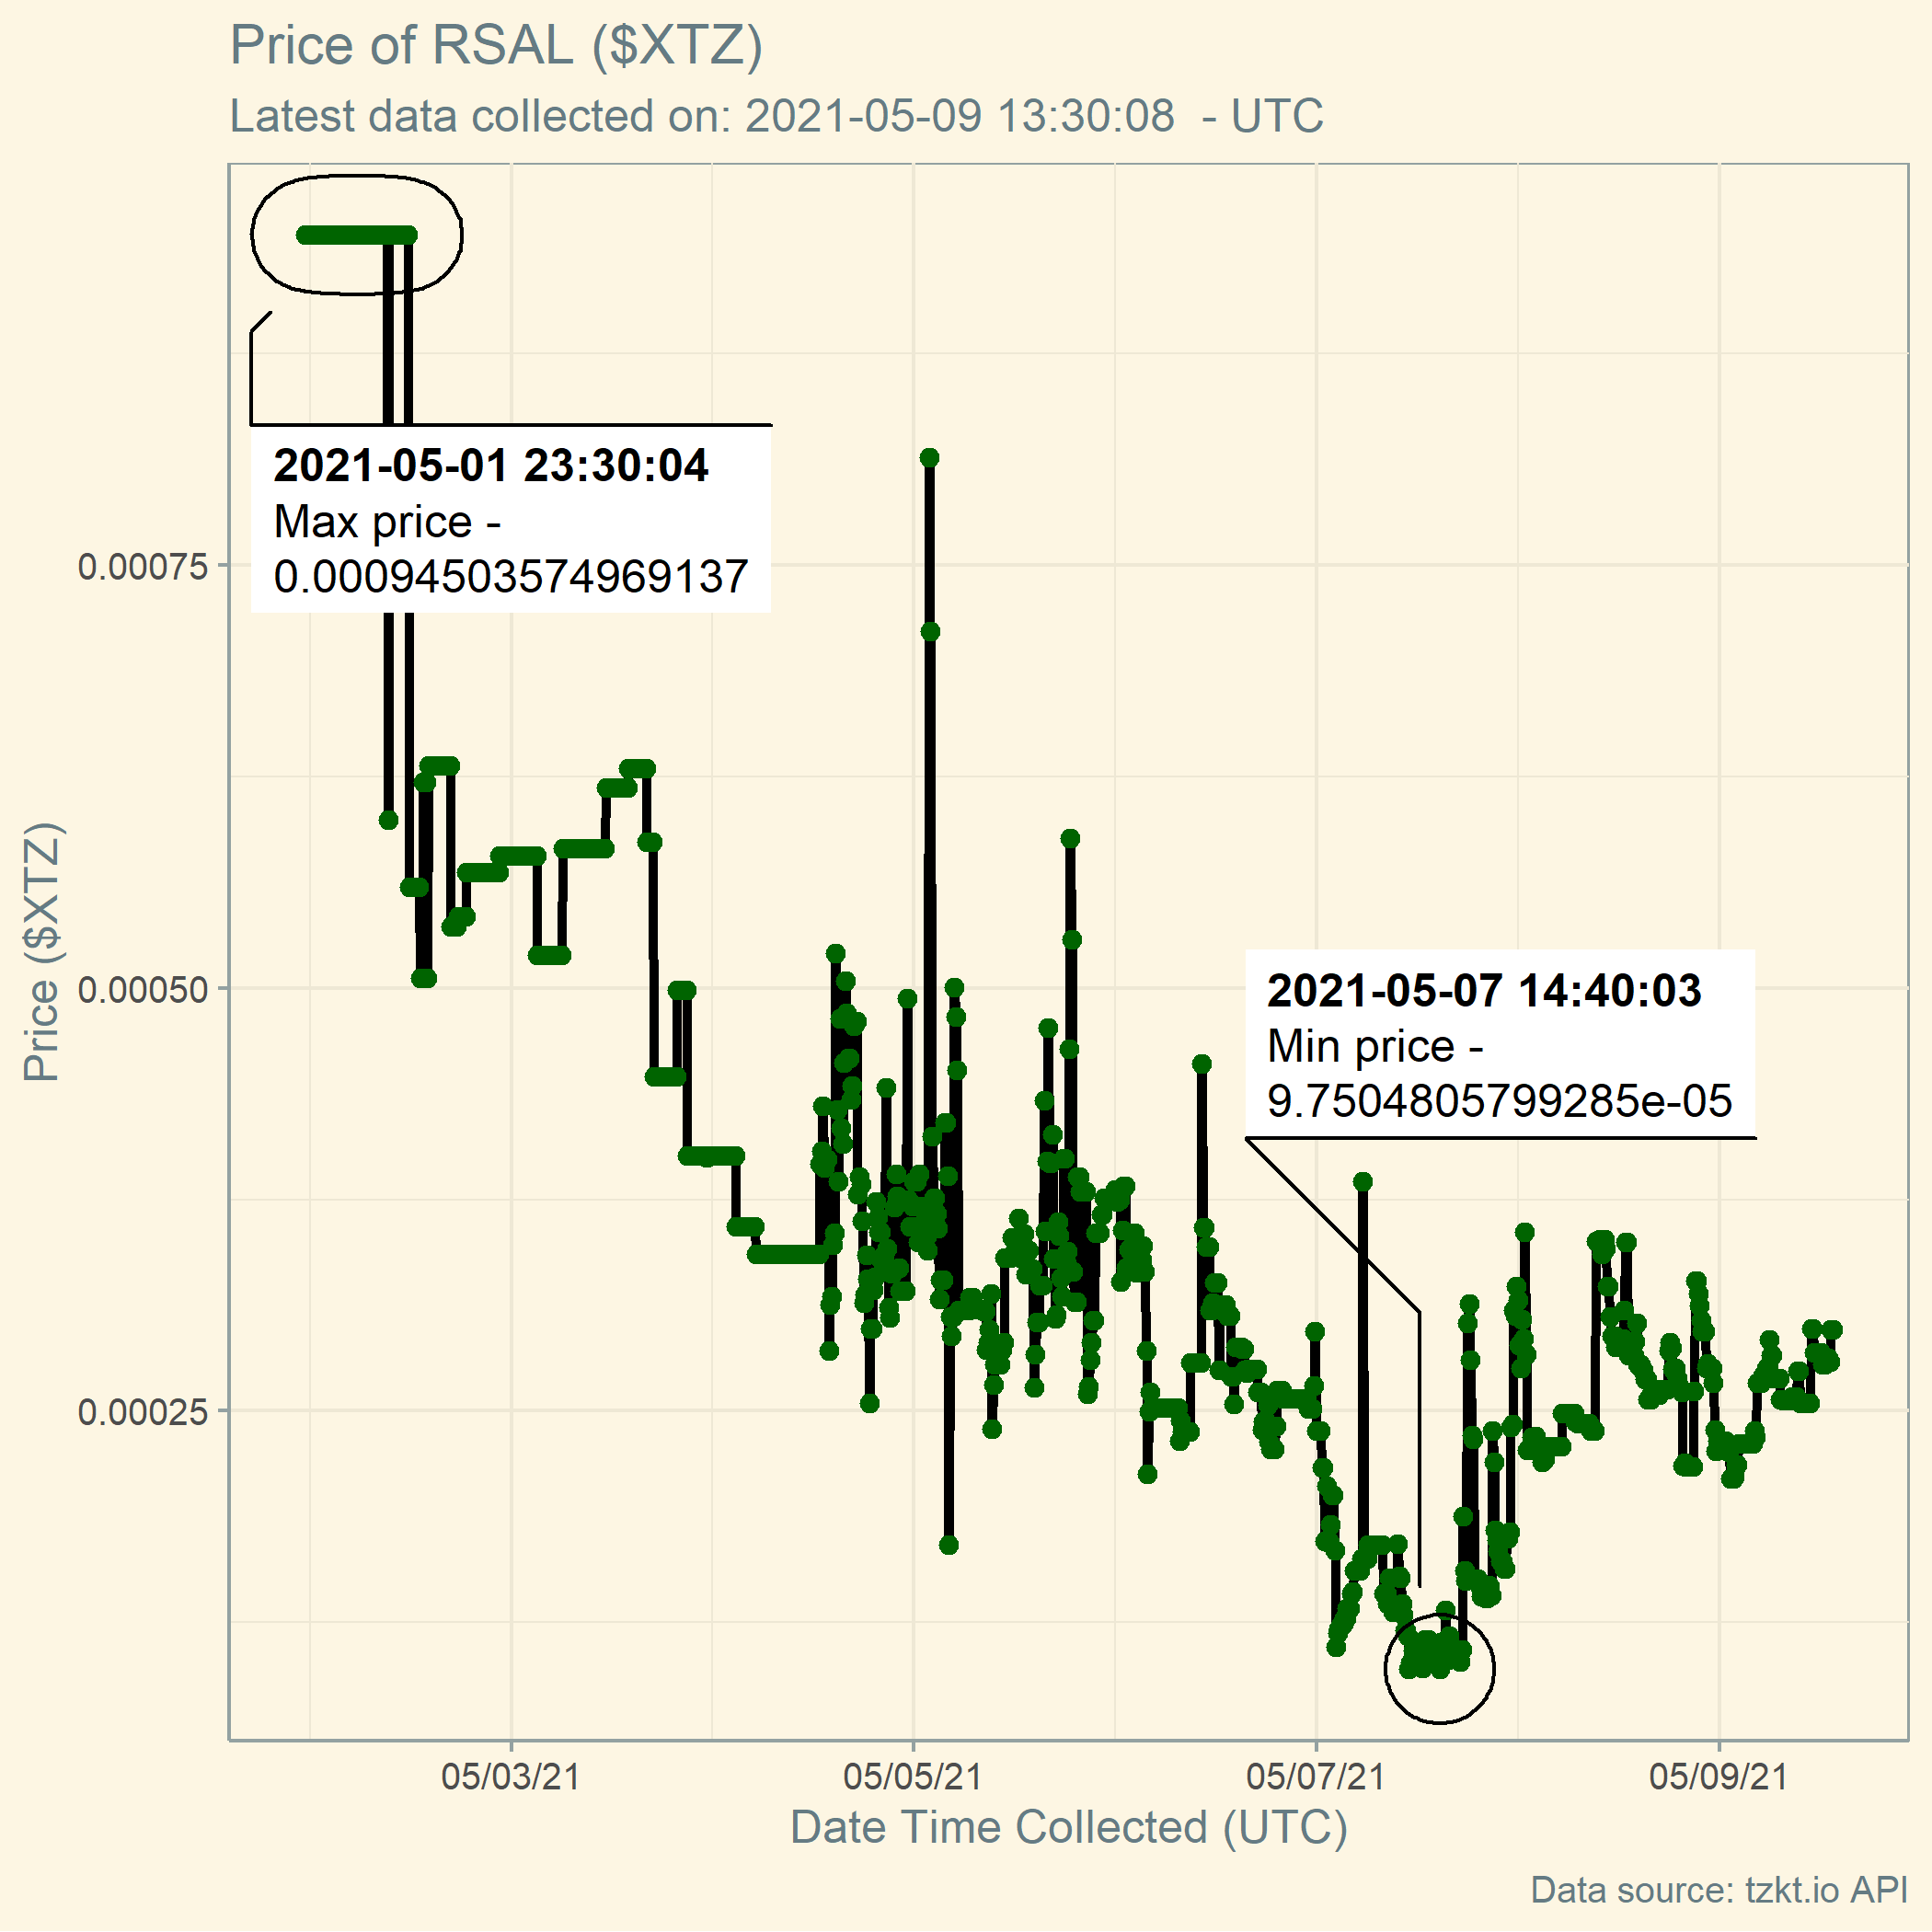 Price of RSAL ($XTZ)
Latest data collected on: 2021-05-09 13:30:08  - UTC
2021-05-01 23:30:04
Max price -
0.00094503574969137
0.00075
Price ($XTZ)
0.00050
2021-05-07 14:40:03
Min price -
9.7504805799285e-05
0.00025
05/03/21
05/05/21
05/07/21
05/09/21
Date Time Collected (UTC)
Data source: tzkt.io API